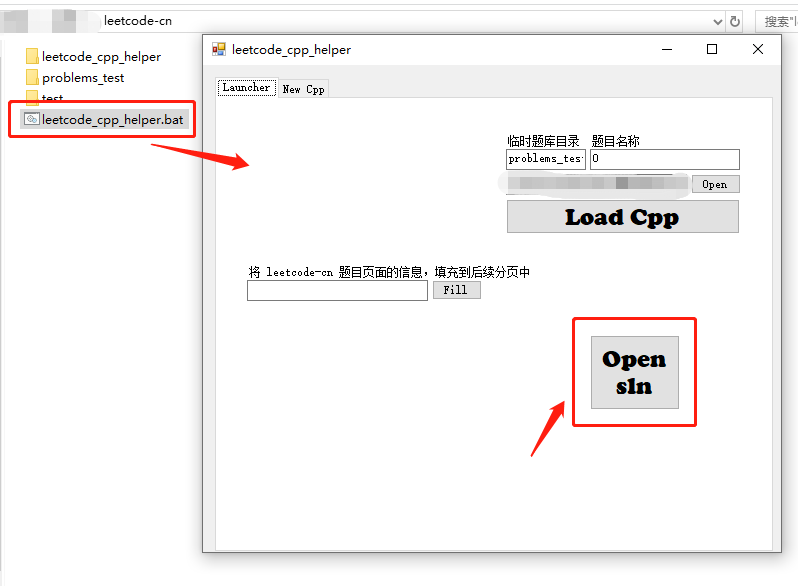 leetcode-cn
搜索"l
leetcode_cpp_helper
problems_test
test
leetcode_cpp_helper.bat
leetcode_cpp_helper
Launcher
New Cpp
临时题库目录 题目名称
problems_tes
0
Open
Load Cpp
将 leetcode-cn 题目页面的信息，填充到后续分页中
Fill
Open
sln